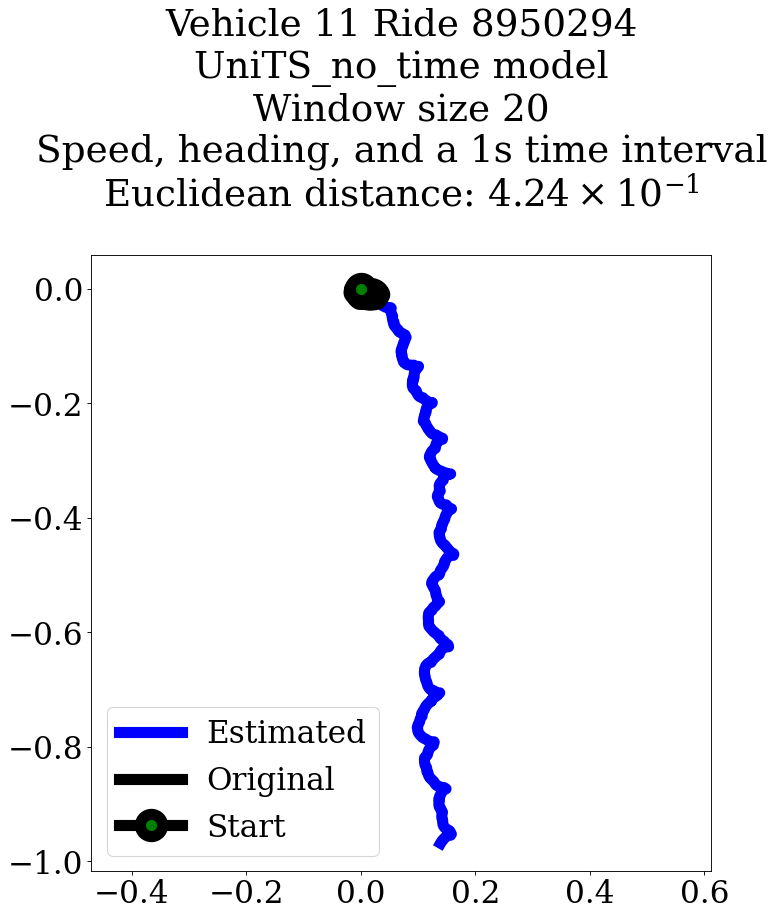 Vehicle 11 Ride 8950294
UniTS_no_time model
Window size 20
Speed, heading, and a 1s time interval
Euclidean distance: 4.24 × 10⁻¹
0.0
−0.2
−0.4
−0.6
−0.8
−1.0
Estimated
Original
Start
−0.4 −0.2 0.0 0.2 0.4 0.6